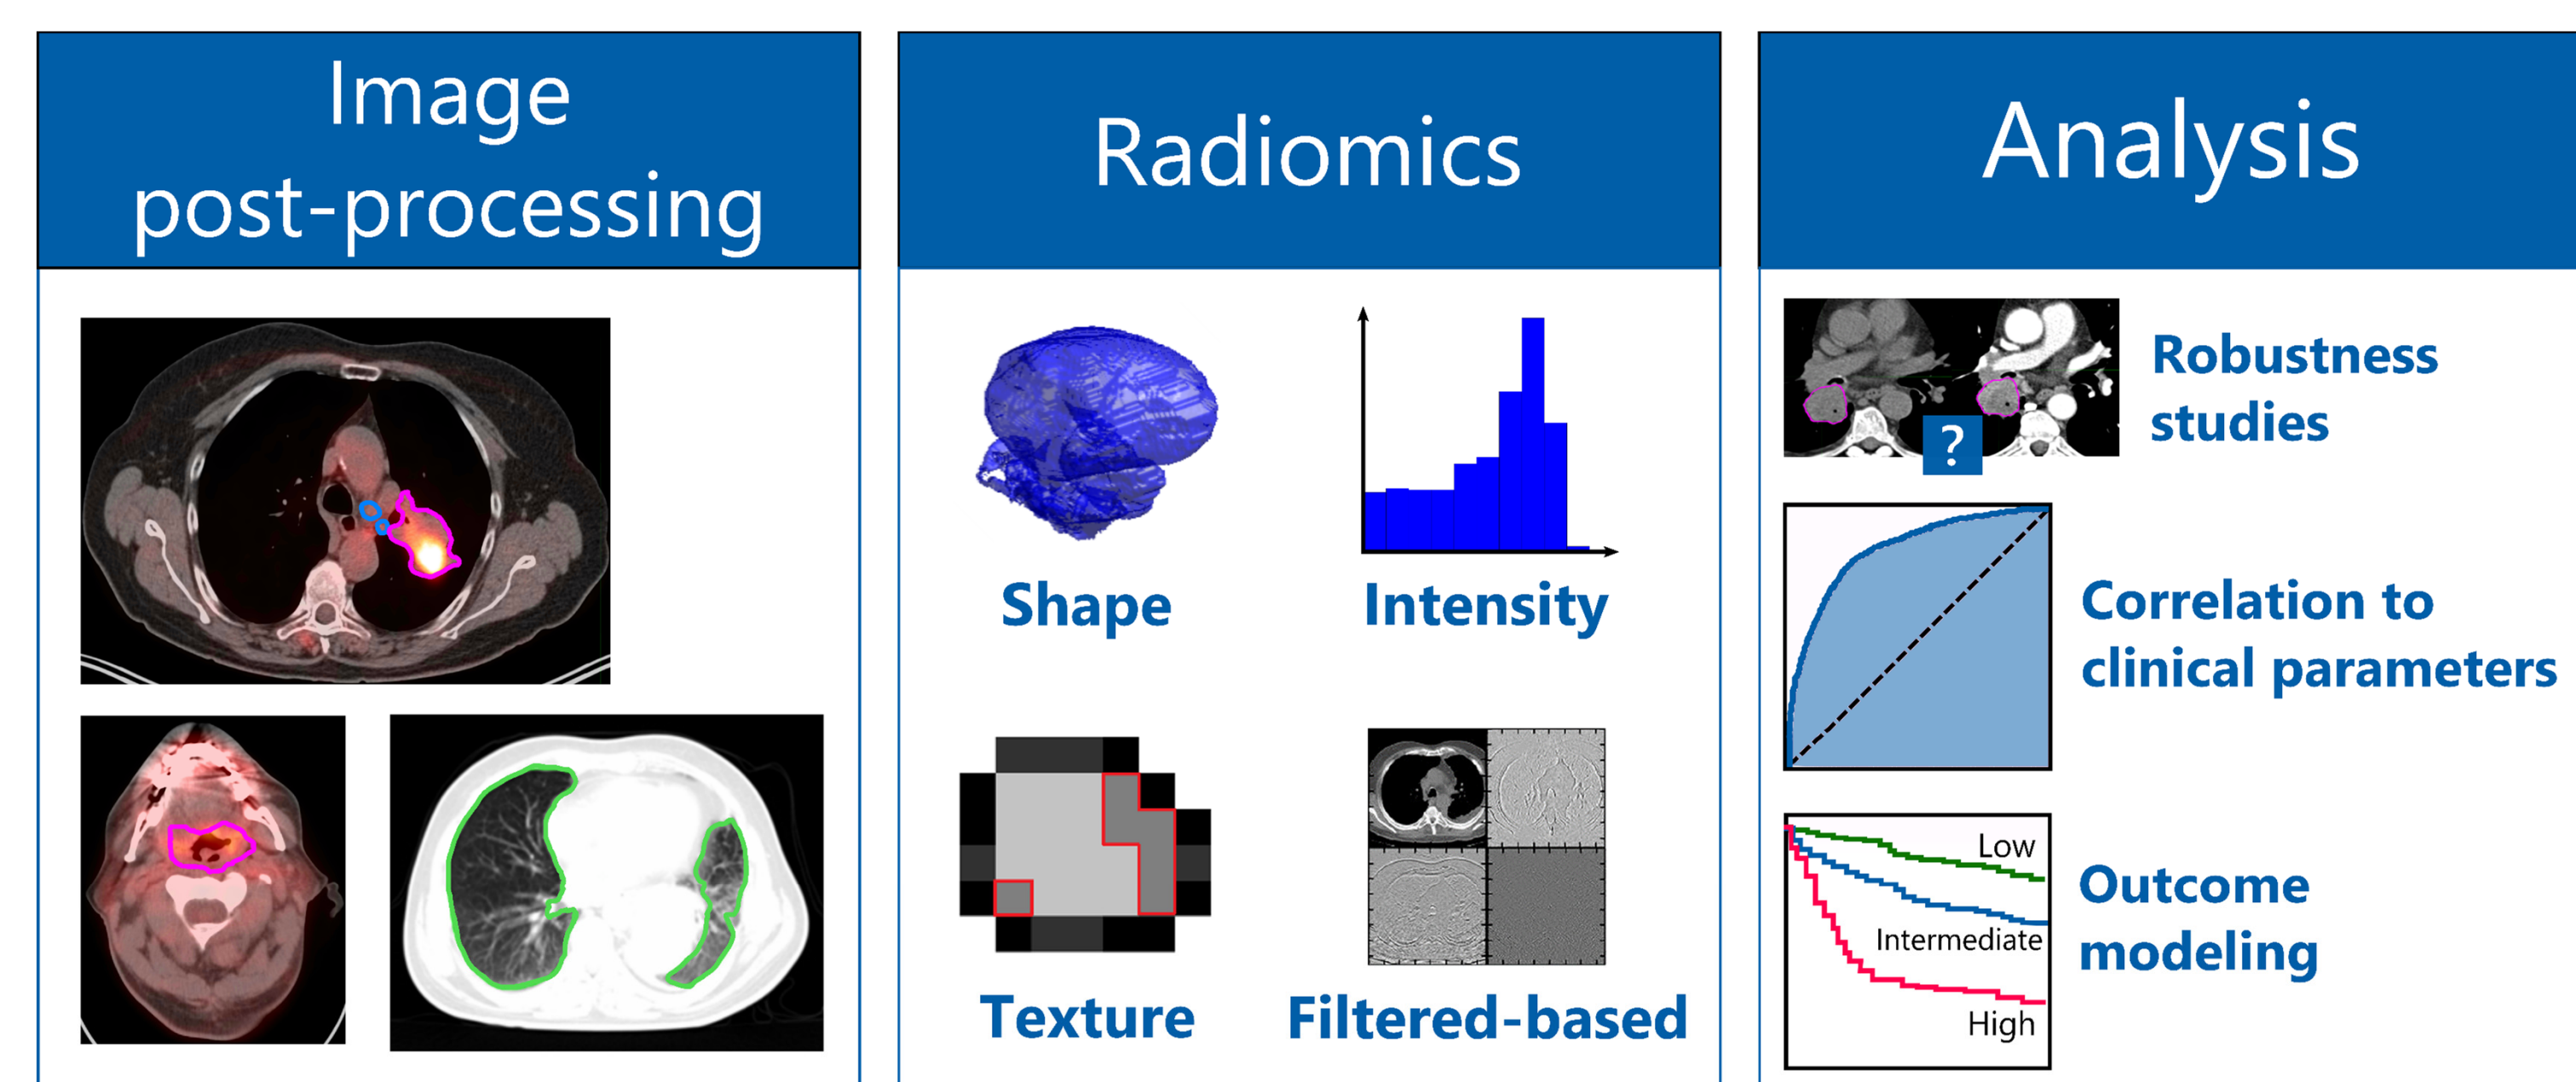 Image
post-processing
Radiomics
Analysis
Shape
Intensity
Texture
Filtered-based
?
Robustness
studies
Correlation to
clinical parameters
Low
Intermediate
High
Outcome
modeling